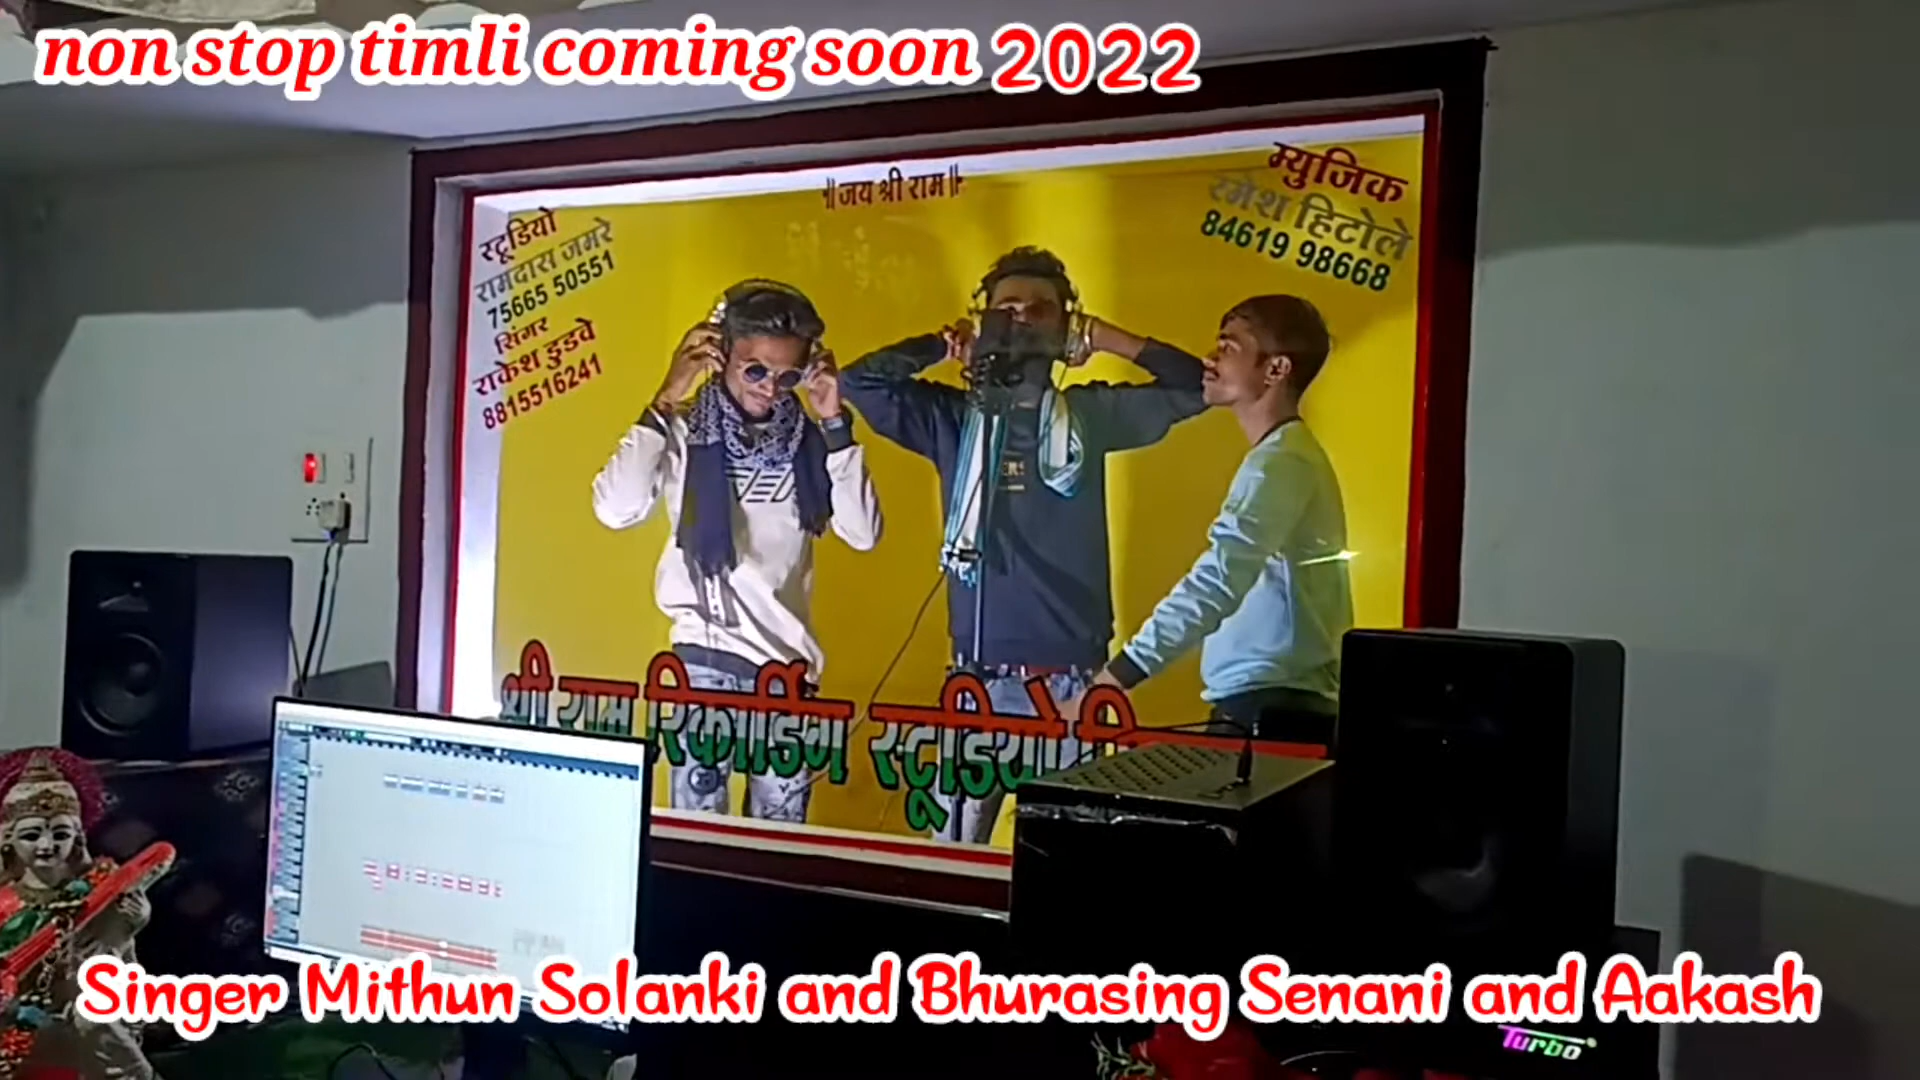 non stop timli coming soon 2022
॥ जय श्री राम ॥
स्टूडियो
रामदास जमरे
75665 50551
सिंगर
राकेश डुडवे
8815516241
म्युजिक
रमेश हिटोले
84619 98668
श्री राम रिकार्डिंग स्टूडियो
Singer Mithun Solanki and Bhurasing Senani and Aakash
Turbo